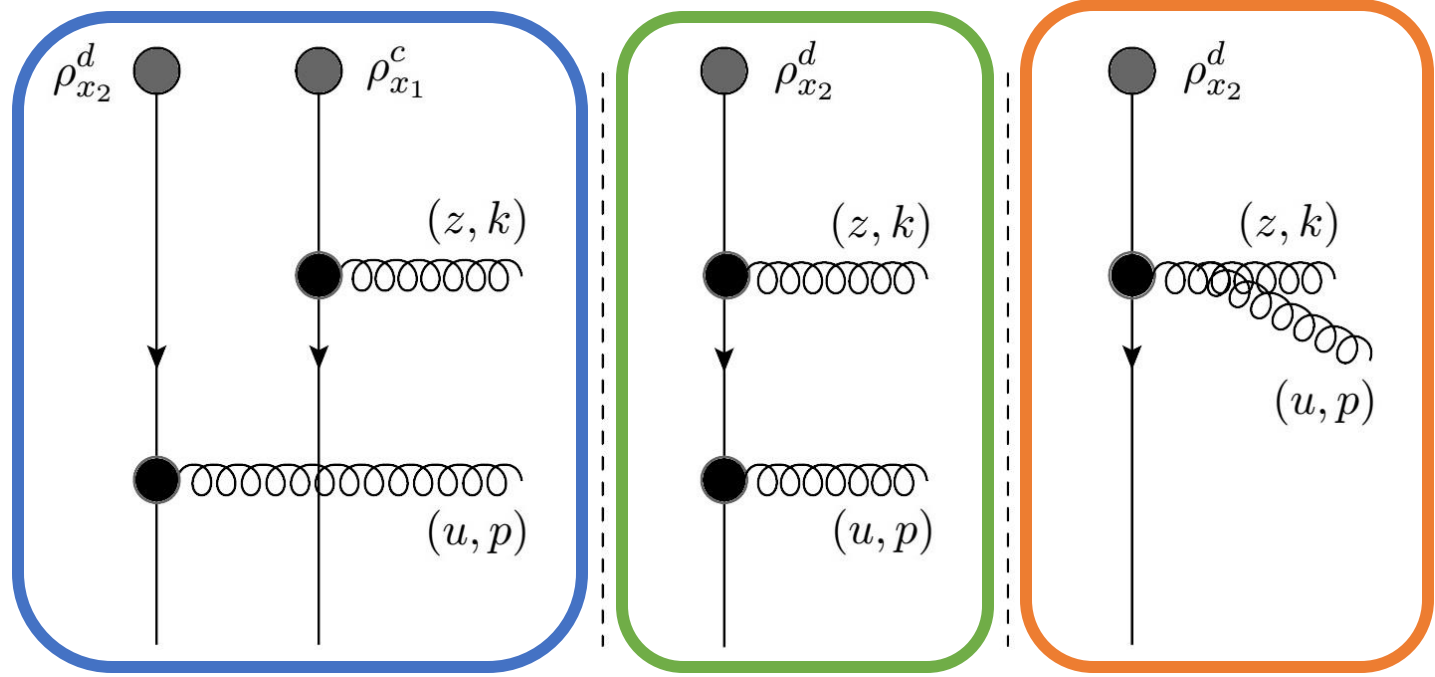 ρ^d_{x_2} ρ^c_{x_1}
(z, k)
(u, p)
ρ^d_{x_2}
(z, k)
(u, p)
ρ^d_{x_2}
(z, k)
(u, p)